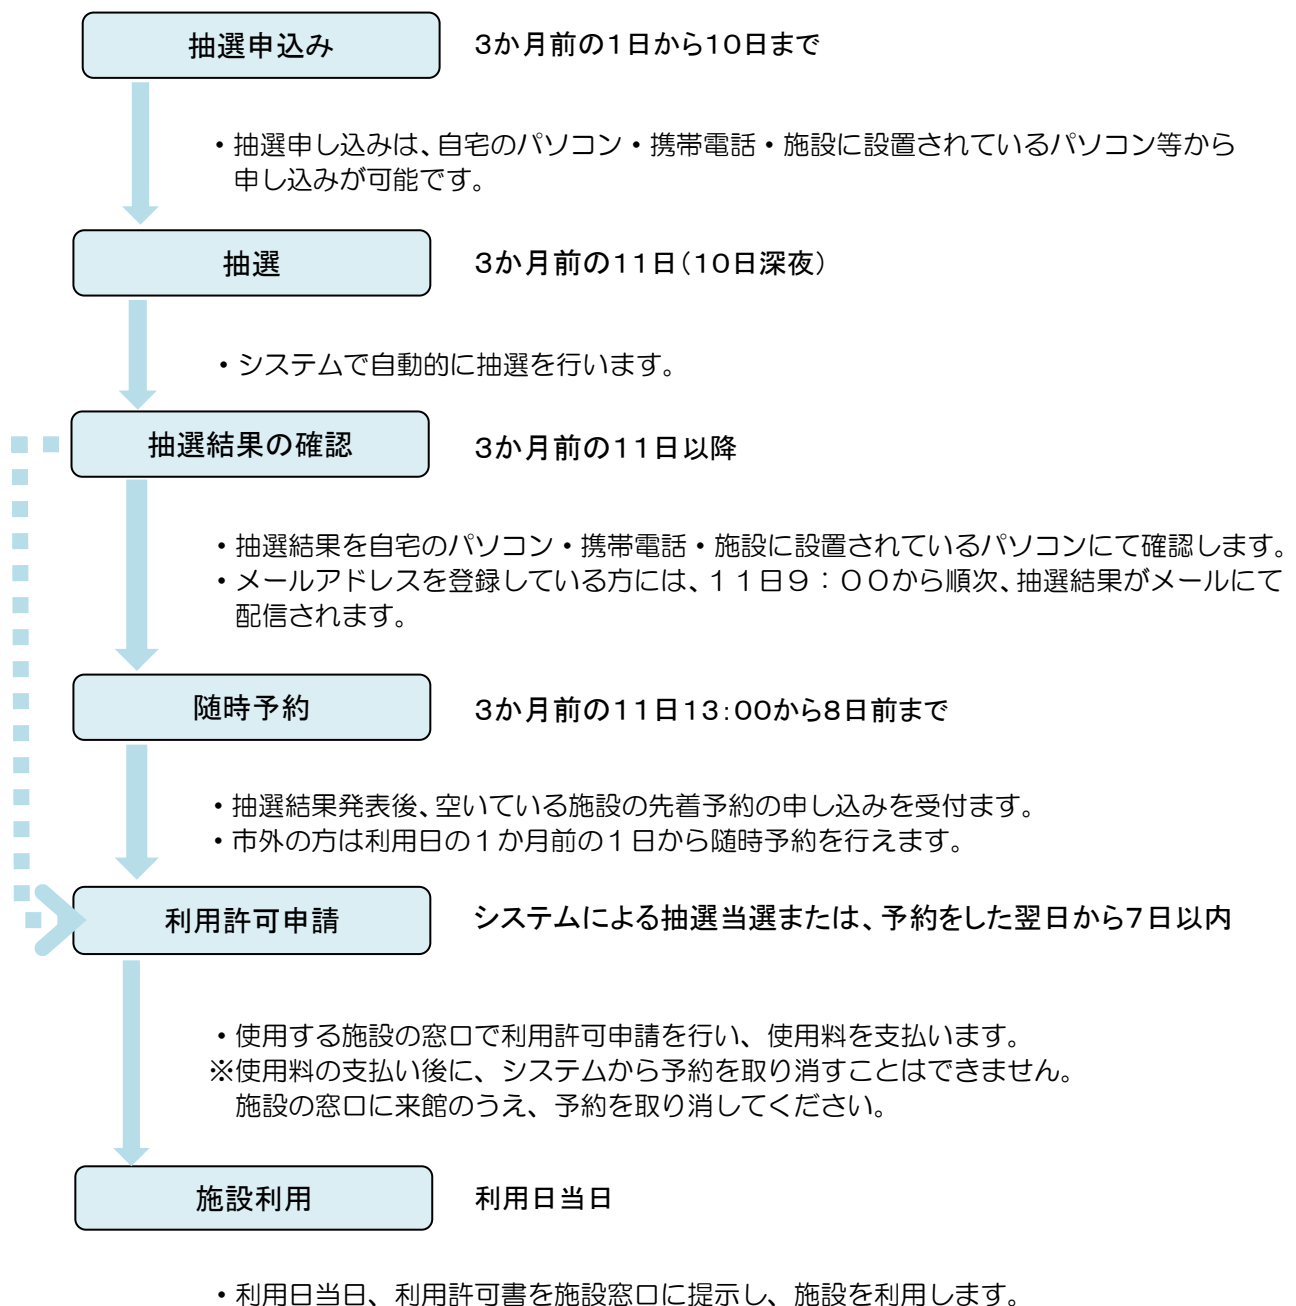 抽選申込み
3か月前の1日から10日まで
・抽選申し込みは、自宅のパソコン・携帯電話・施設に設置されているパソコン等から
申し込みが可能です。
抽選
3か月前の11日(10日深夜)
・システムで自動的に抽選を行います。
抽選結果の確認
3か月前の11日以降
・抽選結果を自宅のパソコン・携帯電話・施設に設置されているパソコンにて確認します。
・メールアドレスを登録している方には、11日9:00から順次、抽選結果がメールにて
配信されます。
随時予約
3か月前の11日13:00から8日前まで
・抽選結果発表後、空いている施設の先着予約の申し込みを受付ます。
・市外の方は利用日の1か月前の1日から随時予約を行えます。
利用許可申請
システムによる抽選当選または、予約をした翌日から7日以内
・使用する施設の窓口で利用許可申請を行い、使用料を支払います。
※使用料の支払い後に、システムから予約を取り消すことはできません。
施設の窓口に来館のうえ、予約を取り消してください。
施設利用
利用日当日
・利用日当日、利用許可書を施設窓口に提示し、施設を利用します。